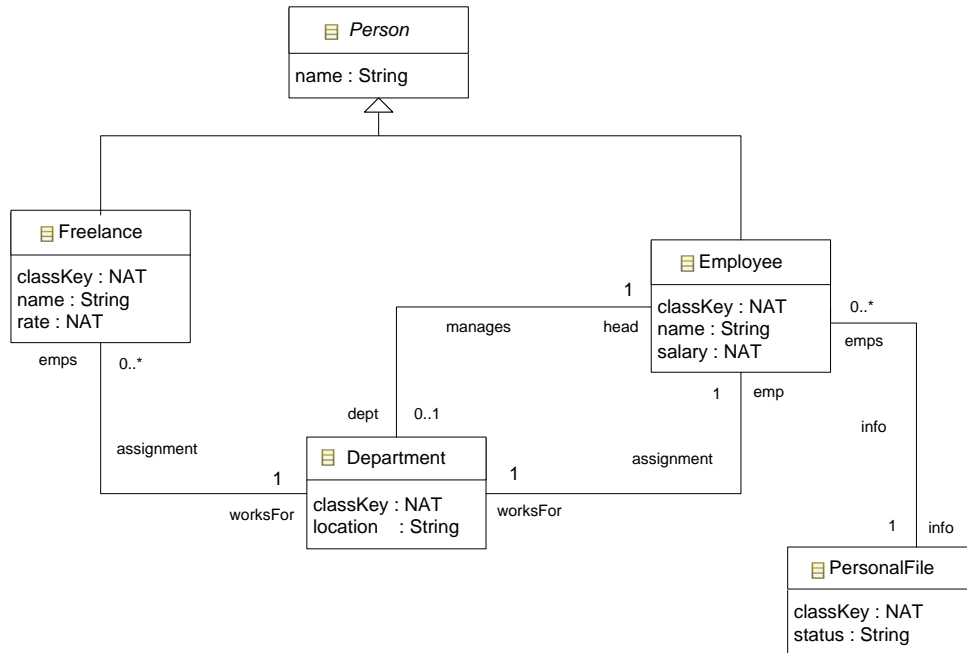 Person
name : String
Freelance
classKey : NAT
name : String
rate : NAT
Employee
classKey : NAT
name : String
salary : NAT
1
manages
head
0..*
emps
emps
0..*
1
emp
dept
0..1
info
assignment
assignment
Department
classKey : NAT
location : String
1
worksFor
1
worksFor
1
info
PersonalFile
classKey : NAT
status : String